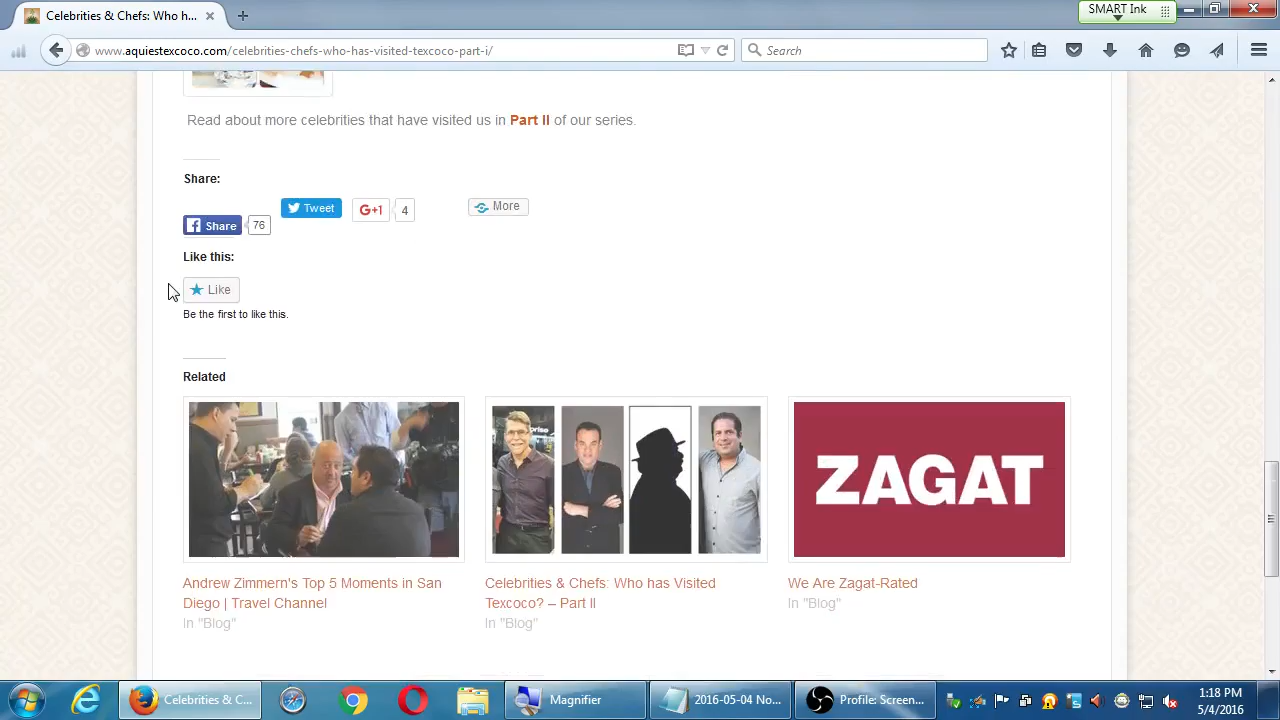 Celebrities & Chefs: Who h...
SMART Ink
www.aquiestexcoco.com/celebrities-chefs-who-has-visited-texcoco-part-i/
Search
Read about more celebrities that have visited us in Part II of our series.
Share:
Share 76
Tweet
G+1 4
More
Like this:
Like
Be the first to like this.
Related
ZAGAT
Andrew Zimmern's Top 5 Moments in San
Diego | Travel Channel
In "Blog"
Celebrities & Chefs: Who has Visited
Texcoco? – Part II
In "Blog"
We Are Zagat-Rated
In "Blog"
Celebrities & C...
Magnifier
2016-05-04 No...
Profile: Screen...
1:18 PM
5/4/2016